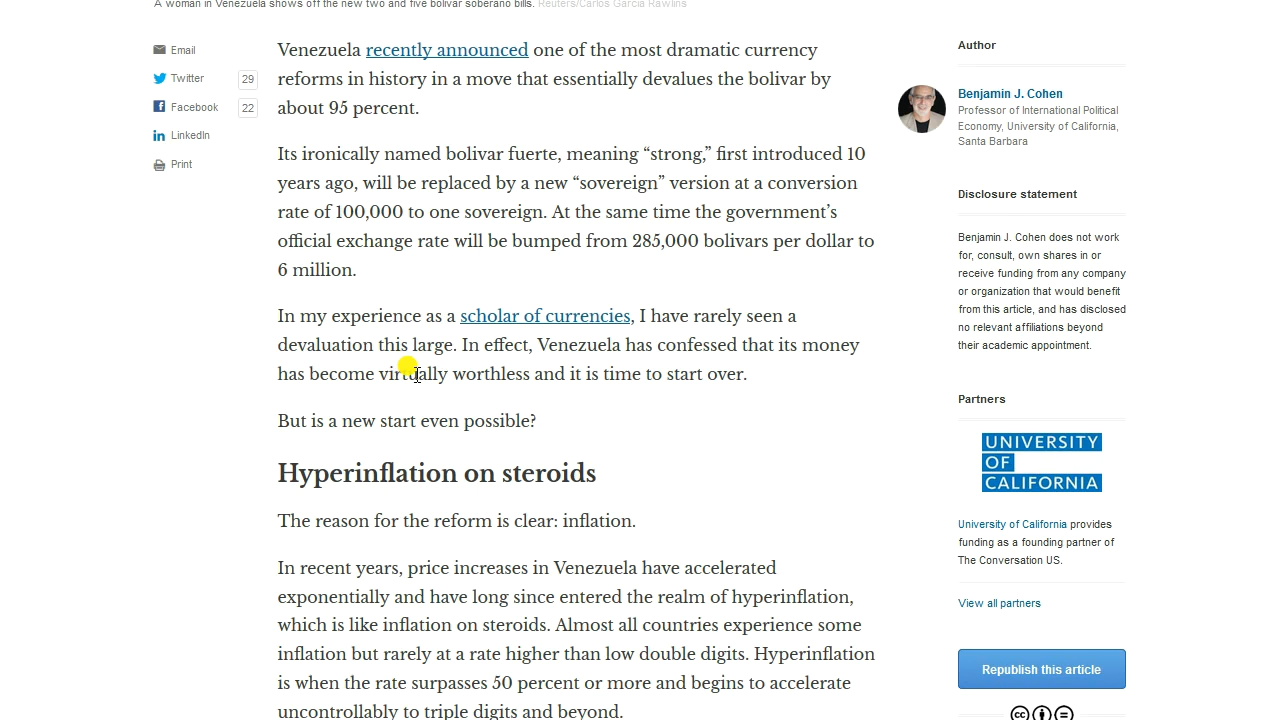 A woman in Venezuela shows off the new two and five bolivar soberano bills. Reuters/Carlos Garcia Rawlins
Email
Twitter 29
Facebook 22
LinkedIn
Print
Venezuela recently announced one of the most dramatic currency
reforms in history in a move that essentially devalues the bolivar by
about 95 percent.
Its ironically named bolivar fuerte, meaning “strong,” first introduced 10
years ago, will be replaced by a new “sovereign” version at a conversion
rate of 100,000 to one sovereign. At the same time the government’s
official exchange rate will be bumped from 285,000 bolivars per dollar to
6 million.
In my experience as a scholar of currencies, I have rarely seen a
devaluation this large. In effect, Venezuela has confessed that its money
has become virtually worthless and it is time to start over.
But is a new start even possible?
Hyperinflation on steroids
The reason for the reform is clear: inflation.
In recent years, price increases in Venezuela have accelerated
exponentially and have long since entered the realm of hyperinflation,
which is like inflation on steroids. Almost all countries experience some
inflation but rarely at a rate higher than low double digits. Hyperinflation
is when the rate surpasses 50 percent or more and begins to accelerate
uncontrollably to triple digits and beyond.
Author
Benjamin J. Cohen
Professor of International Political
Economy, University of California,
Santa Barbara
Disclosure statement
Benjamin J. Cohen does not work
for, consult, own shares in or
receive funding from any company
or organization that would benefit
from this article, and has disclosed
no relevant affiliations beyond
their academic appointment.
Partners
UNIVERSITY
OF
CALIFORNIA
University of California provides
funding as a founding partner of
The Conversation US.
View all partners
Republish this article
cc